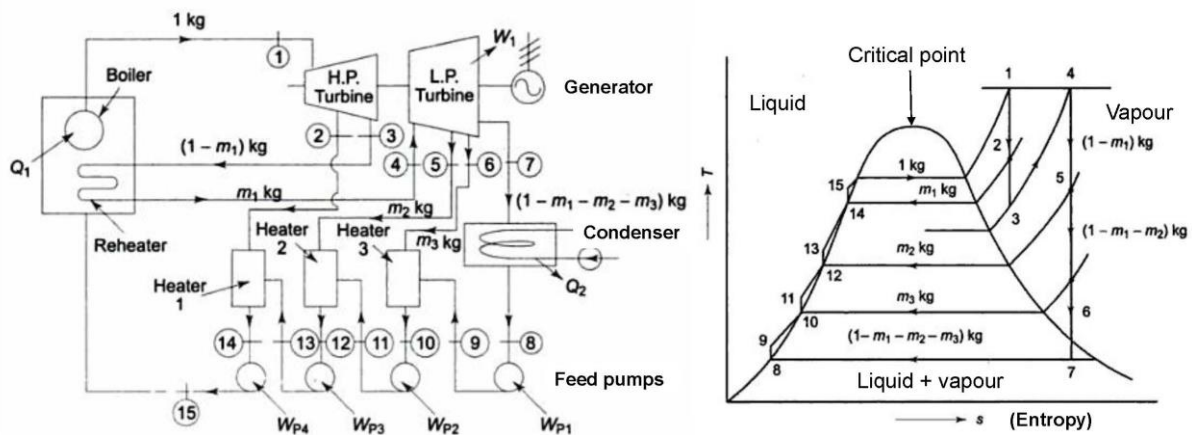 1 kg
1
Boiler
H.P.
Turbine
L.P.
Turbine
W₁
Generator
2
3
(1 − m₁) kg
Q₁
4
5
6
7
m₁ kg
(1 − m₁ − m₂ − m₃) kg
m₂ kg
Reheater
Heater
2
Heater
3
m₃ kg
Condenser
Heater
1
Q₂
14
13
12
11
10
9
8
Feed pumps
15
W_P4
W_P3
W_P2
W_P1
Critical point
Liquid
1
4
Vapour
2
(1 − m₁) kg
1 kg
15
m₁ kg
5
14
T
3
(1 − m₁ − m₂) kg
13
m₂ kg
12
11
m₃ kg
10
6
9
(1− m₁ − m₂ − m₃) kg
8
Liquid + vapour
7
s (Entropy)